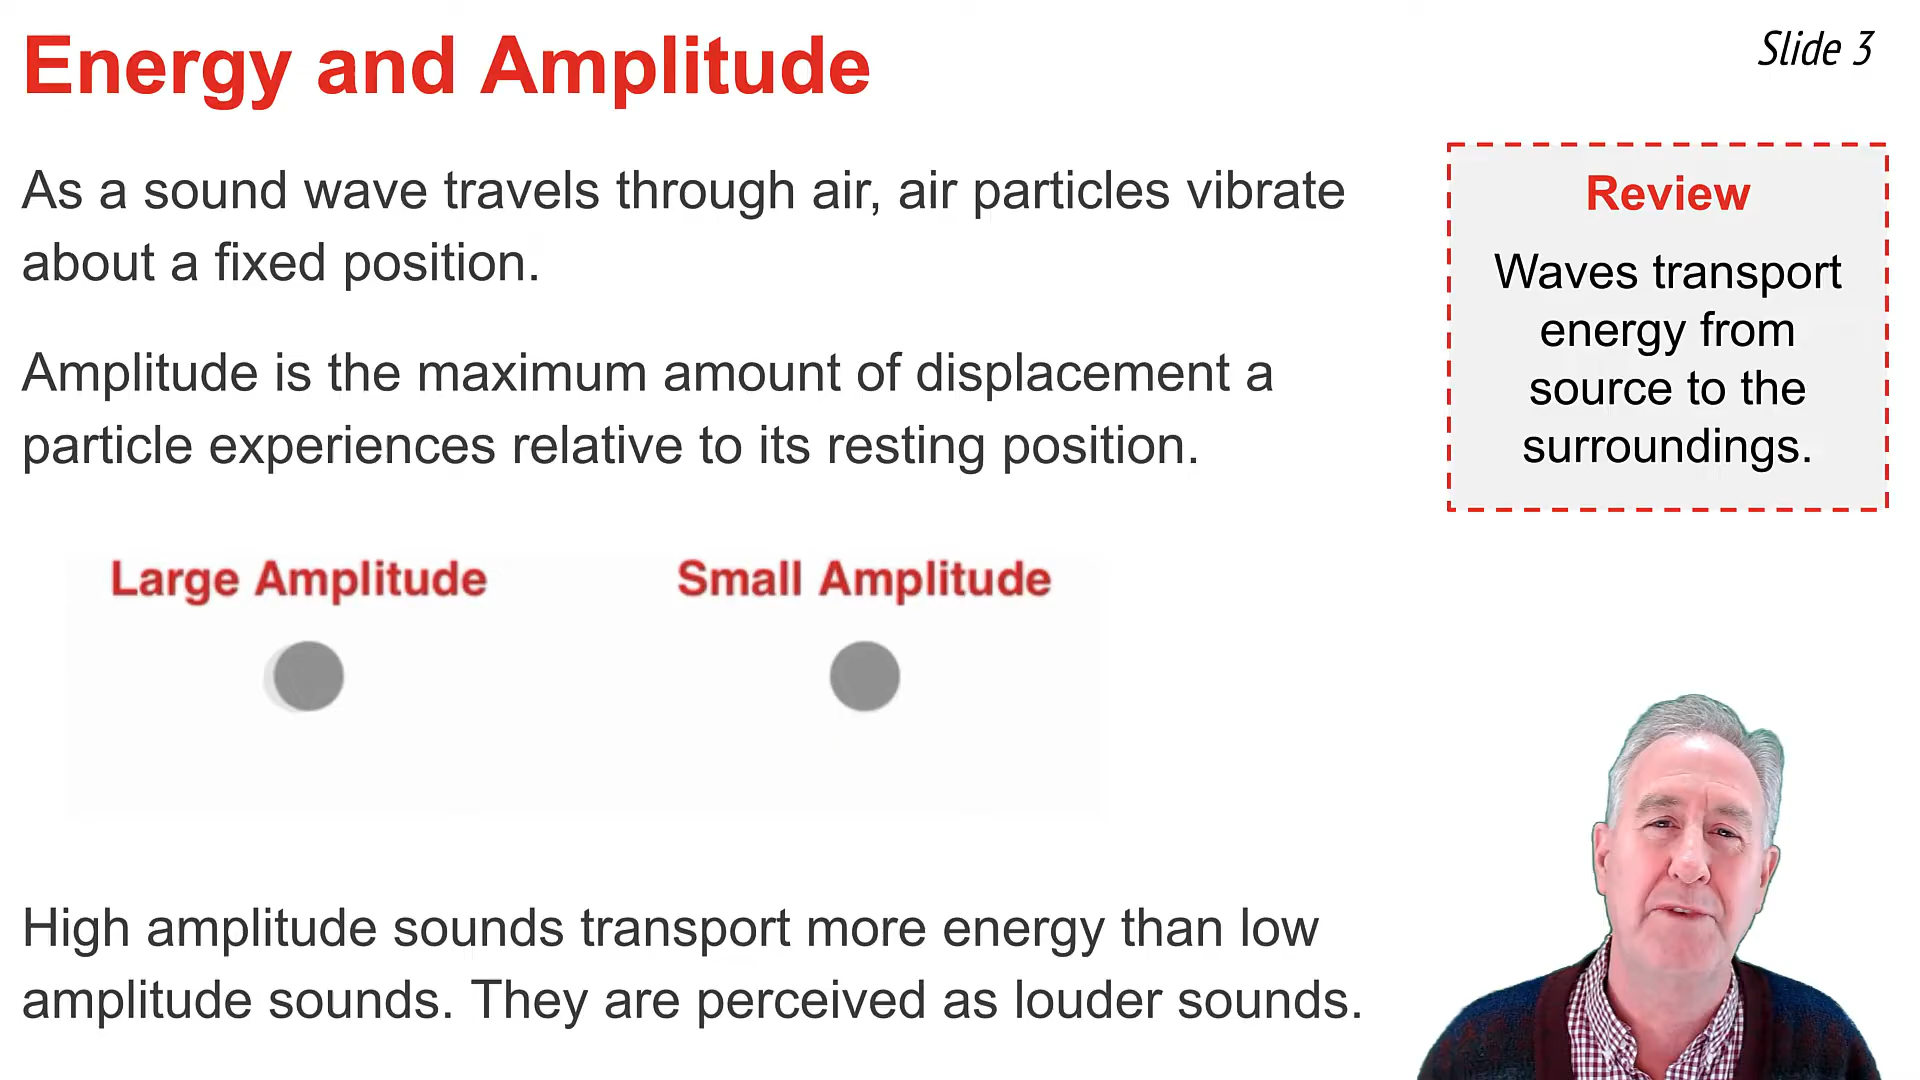 Energy and Amplitude
Slide 3
As a sound wave travels through air, air particles vibrate
about a fixed position.
Amplitude is the maximum amount of displacement a
particle experiences relative to its resting position.
Review
Waves transport
energy from
source to the
surroundings.
Large Amplitude
Small Amplitude
High amplitude sounds transport more energy than low
amplitude sounds. They are perceived as louder sounds.